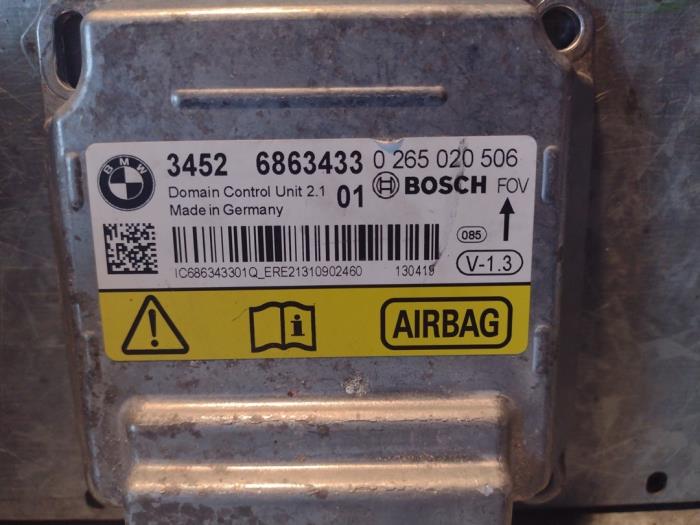 BMW
3452 6863433 0 265 020 506
Domain Control Unit 2.1 01 BOSCH FOV
Made in Germany
085
IC686343301Q_ERE21310902460 130419 V-1.3
AIRBAG